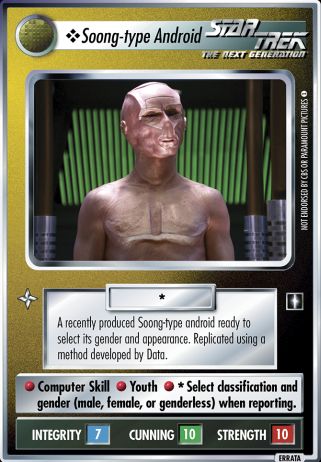 ❖Soong-type Android
STAR TREK
THE NEXT GENERATION
NOT ENDORSED BY CBS OR PARAMOUNT PICTURES
*
A recently produced Soong-type android ready to
select its gender and appearance. Replicated using a
method developed by Data.
Computer Skill Youth * Select classification and
gender (male, female, or genderless) when reporting.
INTEGRITY 7 CUNNING 10 STRENGTH 10
ERRATA